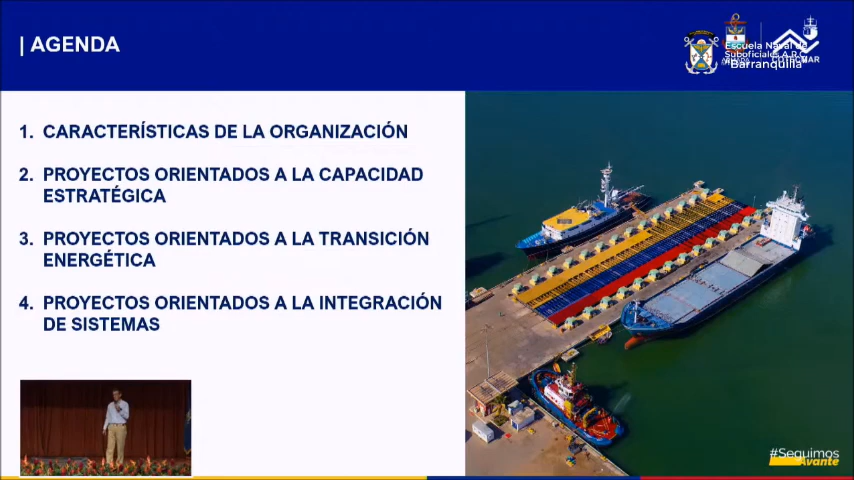 | AGENDA
Escuela Naval de
Suboficiales A.R.C.
"Barranquilla"
COTECMAR
1. CARACTERÍSTICAS DE LA ORGANIZACIÓN
2. PROYECTOS ORIENTADOS A LA CAPACIDAD
ESTRATÉGICA
3. PROYECTOS ORIENTADOS A LA TRANSICIÓN
ENERGÉTICA
4. PROYECTOS ORIENTADOS A LA INTEGRACIÓN
DE SISTEMAS
#Seguimos
Avante